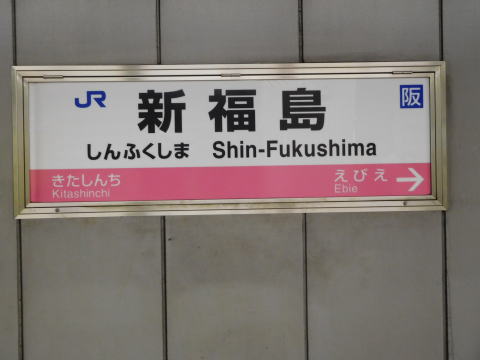 JR 新福島 阪
しんふくしま Shin-Fukushima
きたしんち えびえ
Kitashinchi Ebie